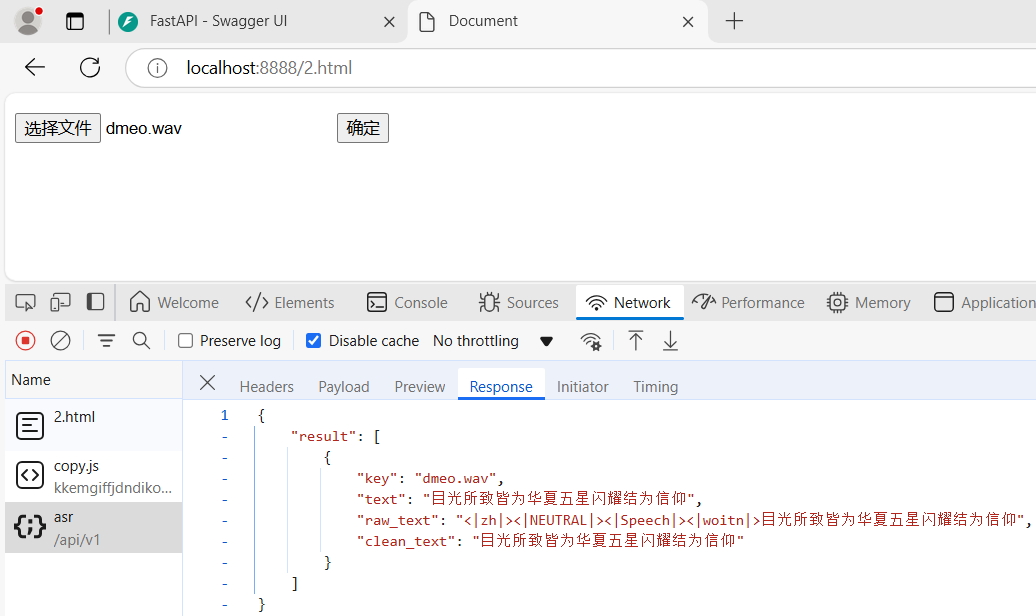 FastAPI - Swagger UI
Document
localhost:8888/2.html
选择文件 dmeo.wav 确定
Welcome Elements Console Sources Network Performance Memory Application
Preserve log Disable cache No throttling
Name
Headers Payload Preview Response Initiator Timing
2.html
copy.js
kkemgiffjdndiko...
asr
/api/v1
1 {
- "result": [
- {
- "key": "dmeo.wav",
- "text": "目光所致皆为华夏五星闪耀结为信仰",
- "raw_text": "<|zh|><|NEUTRAL|><|Speech|><|woitn|>目光所致皆为华夏五星闪耀结为信仰",
- "clean_text": "目光所致皆为华夏五星闪耀结为信仰"
- }
- ]
- }